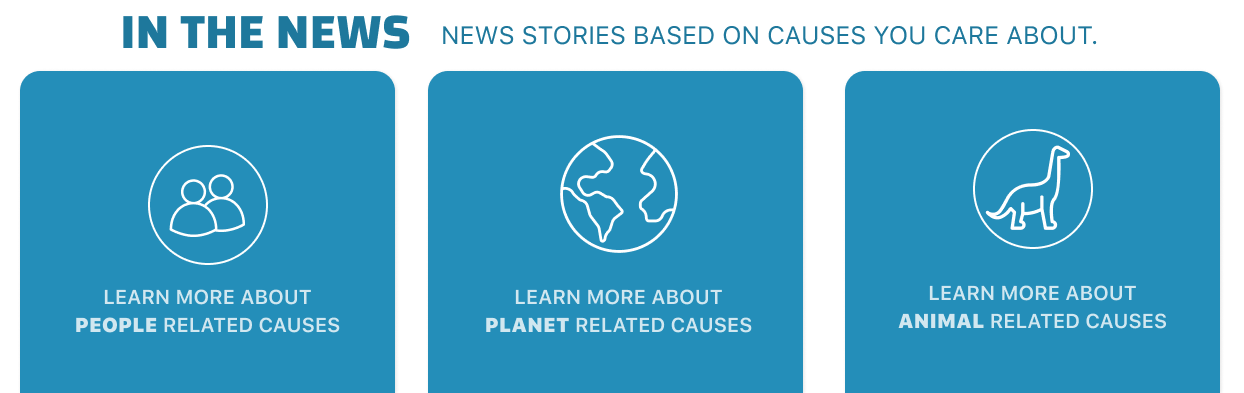 IN THE NEWS NEWS STORIES BASED ON CAUSES YOU CARE ABOUT.
LEARN MORE ABOUT
PEOPLE RELATED CAUSES
LEARN MORE ABOUT
PLANET RELATED CAUSES
LEARN MORE ABOUT
ANIMAL RELATED CAUSES